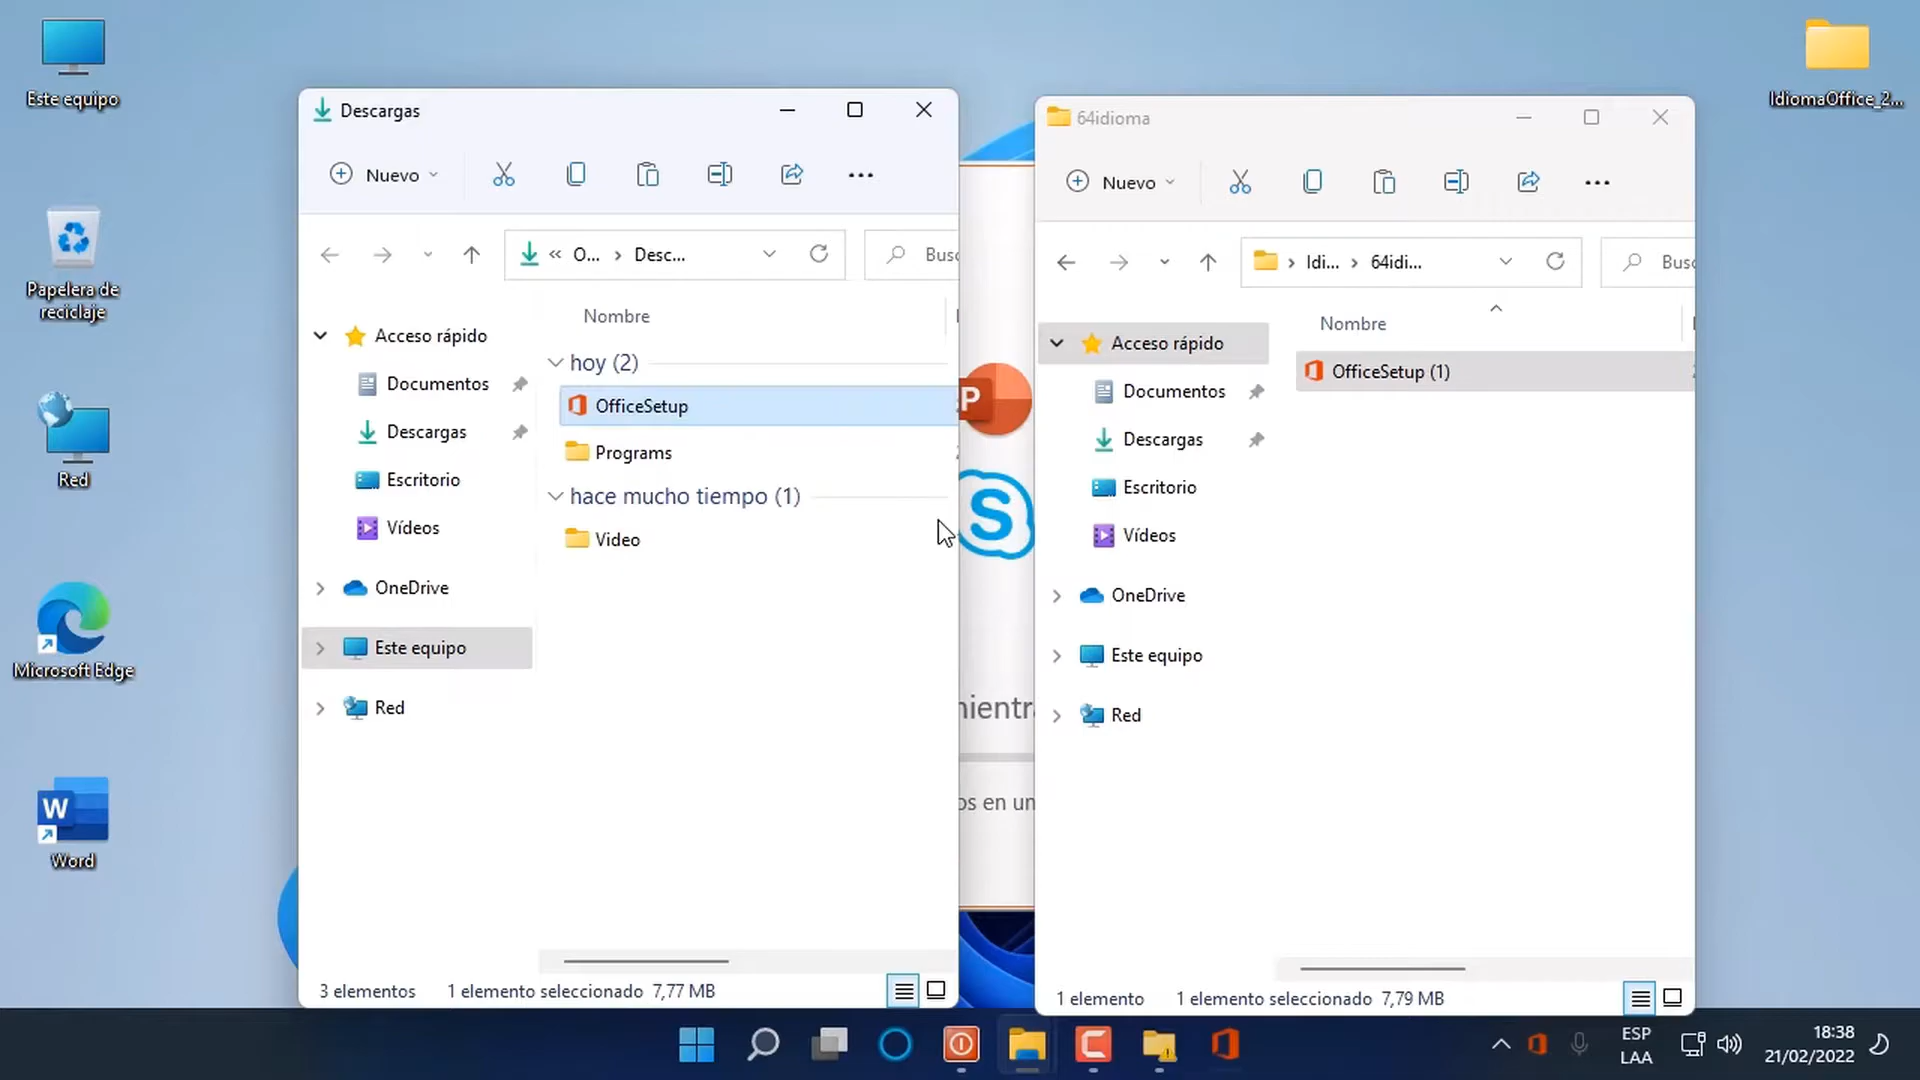 Este equipo
Papelera de
reciclaje
Red
Microsoft Edge
W
Word
IdiomaOffice_2...
Descargas
Nuevo
« O... › Desc...
Busc
Nombre
Acceso rápido
Documentos
Descargas
Escritorio
Vídeos
OneDrive
Este equipo
Red
hoy (2)
OfficeSetup
Programs
hace mucho tiempo (1)
Video
3 elementos
1 elemento seleccionado 7,77 MB
P
S
mientra
os en un
64idioma
Nuevo
› Idi... › 64idi...
Busc
Nombre
Acceso rápido
Documentos
Descargas
Escritorio
Vídeos
OneDrive
Este equipo
Red
OfficeSetup (1)
1 elemento
1 elemento seleccionado 7,79 MB
ESP
LAA
18:38
21/02/2022